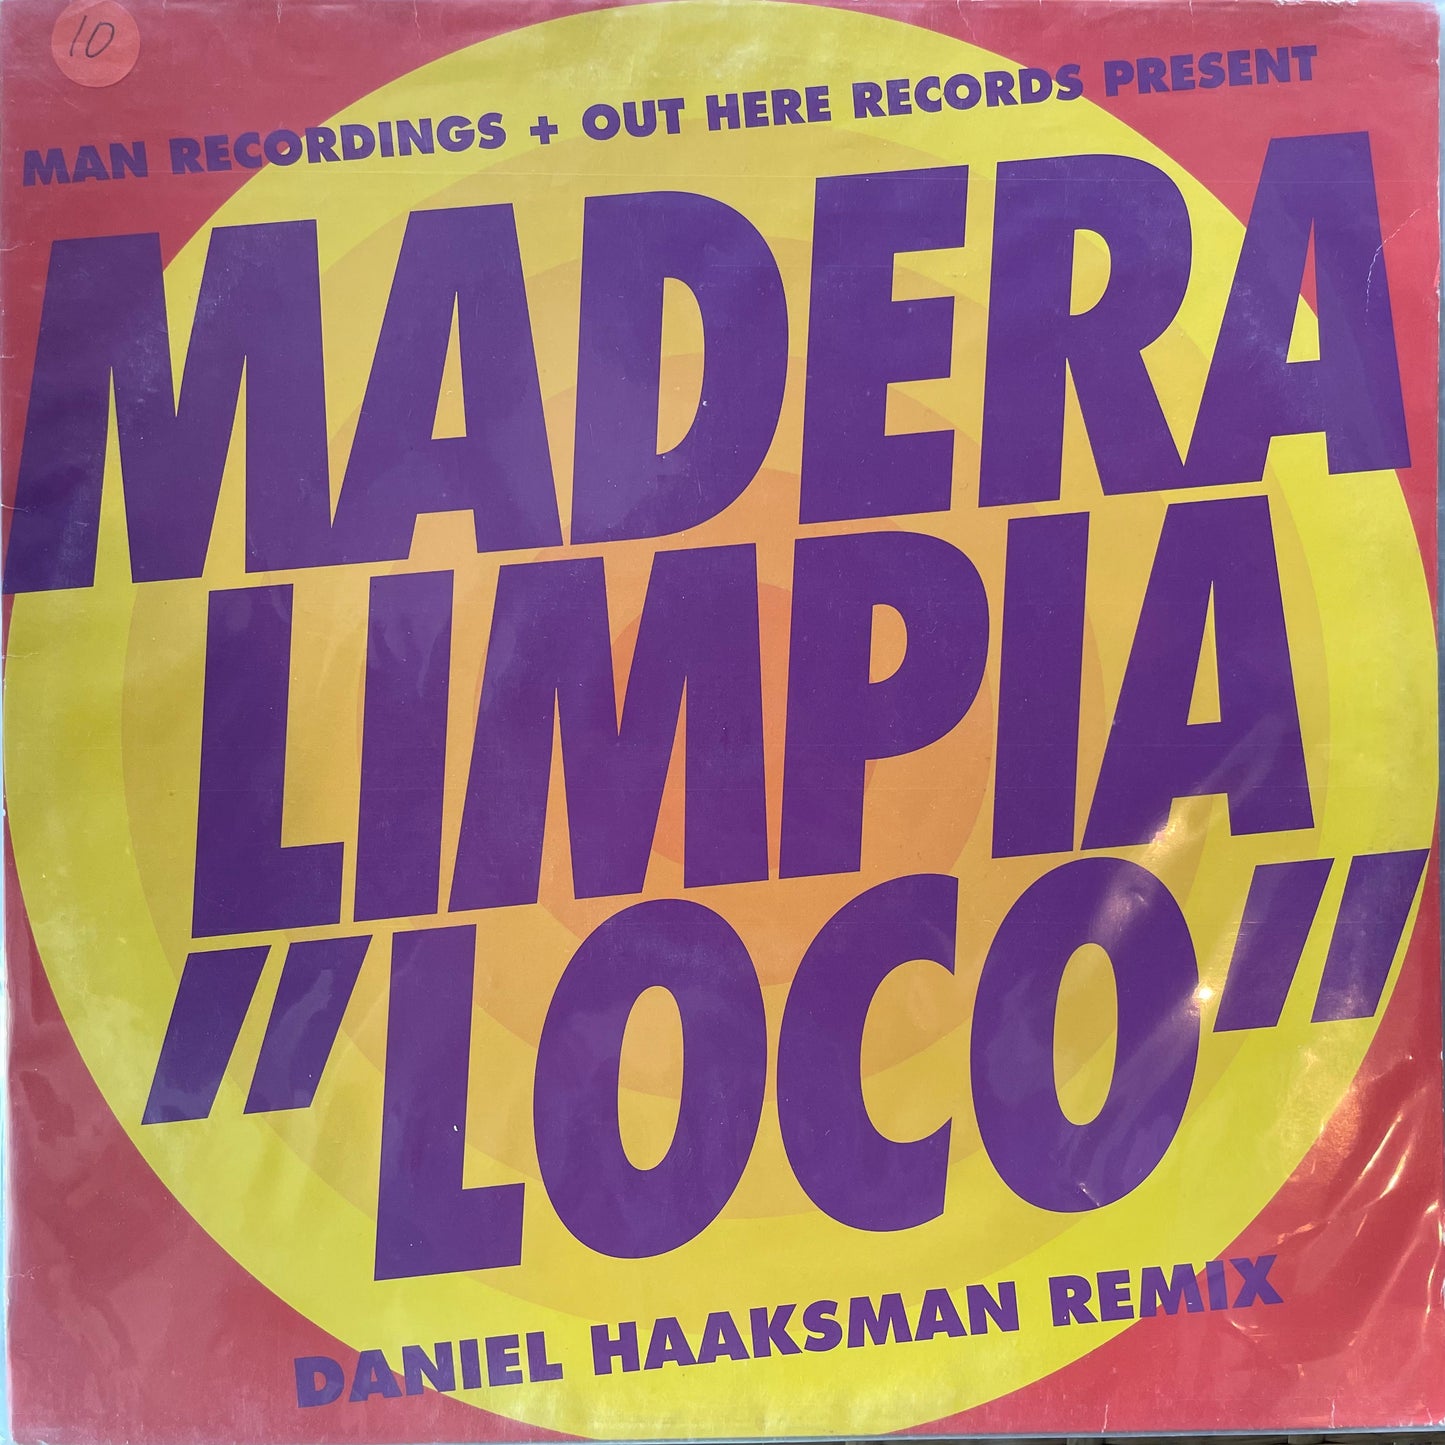 10
MAN RECORDINGS + OUT HERE RECORDS PRESENT
MADERA
LIMPIA
"LOCO"
DANIEL HAAKSMAN REMIX